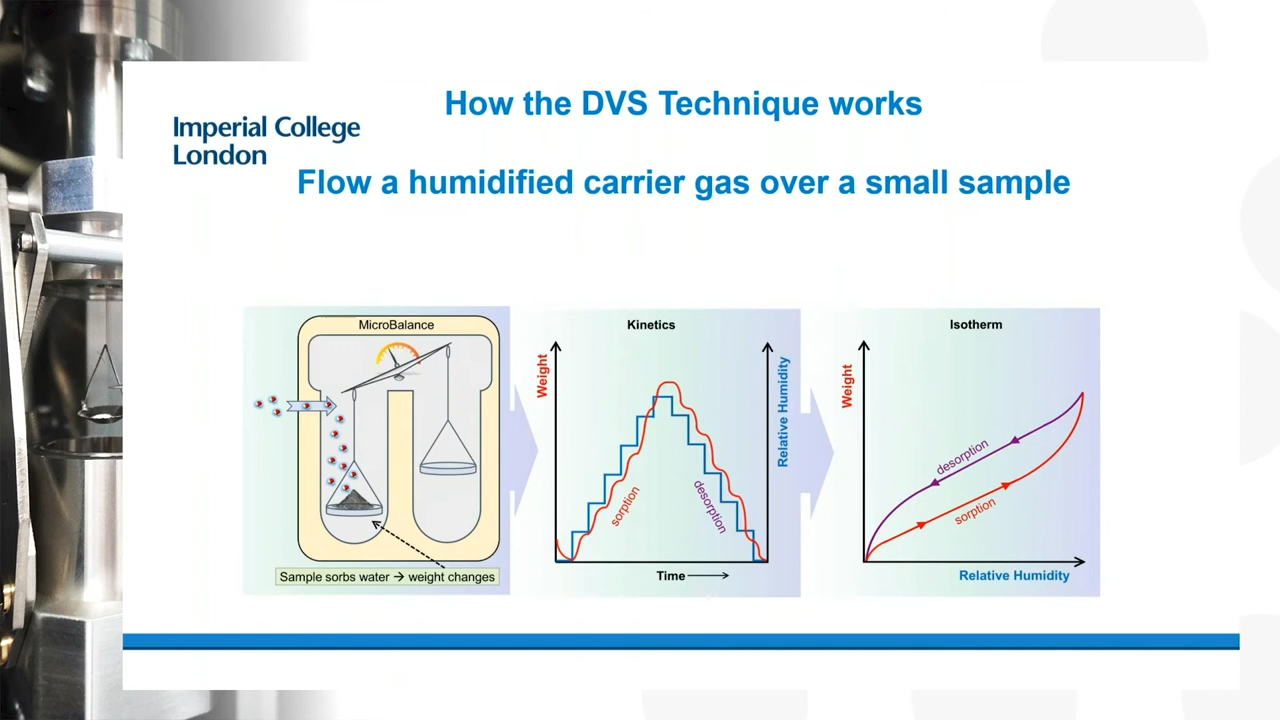 How the DVS Technique works
Imperial College
London
Flow a humidified carrier gas over a small sample
MicroBalance
Sample sorbs water → weight changes
Kinetics
Weight
Relative Humidity
sorption
desorption
Time
Isotherm
Weight
desorption
sorption
Relative Humidity